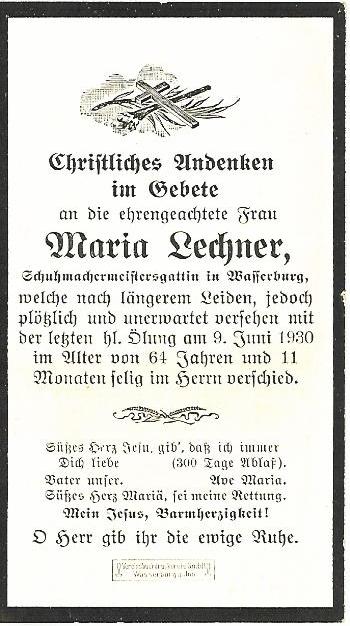 Christliches Andenken
im Gebete
an die ehrengeachtete Frau
Maria Lechner,
Schuhmachermeistersgattin in Wasserburg,
welche nach längerem Leiden, jedoch
plötzlich und unerwartet versehen mit
der letzten hl. Ölung am 9. Juni 1930
im Alter von 64 Jahren und 11
Monaten selig im Herrn verschied.
Süßes Herz Jesu, gib', daß ich immer
Dich liebe (300 Tage Ablaß).
Vater unser. Ave Maria.
Süßes Herz Mariä, sei meine Rettung.
Mein Jesus, Barmherzigkeit!
O Herr gib ihr die ewige Ruhe.
Wasserburg a. Inn